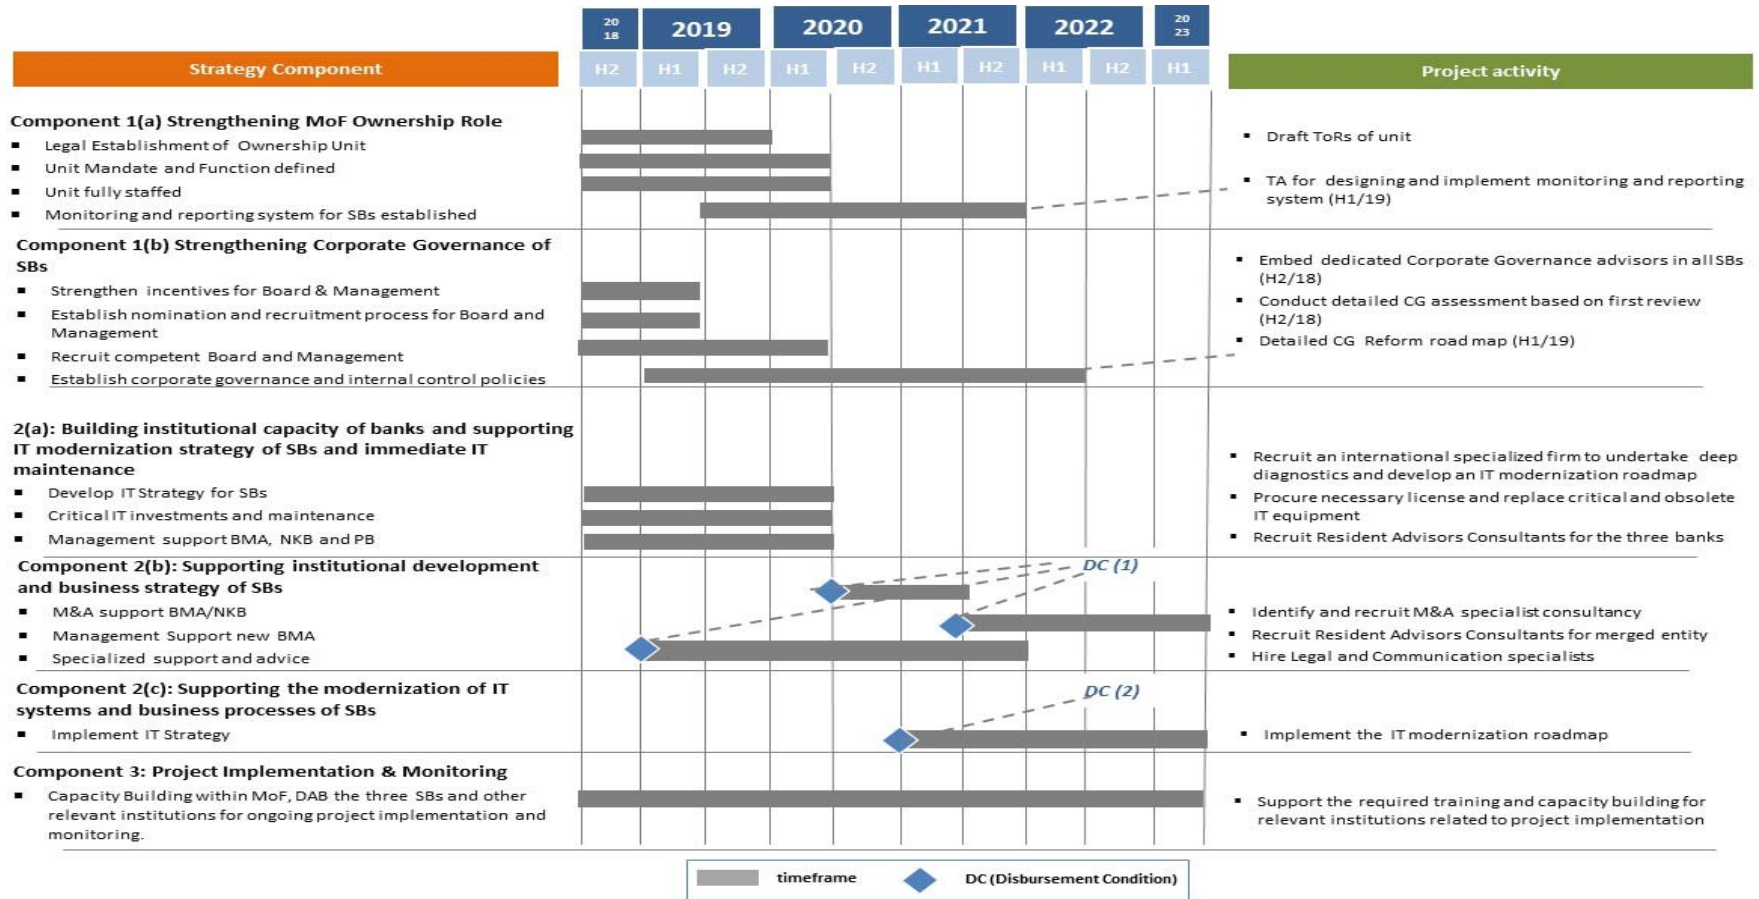 20
18
2019
2020
2021
2022
20
23
Strategy Component
H2
H1
H2
H1
H2
H1
H2
H1
H2
H1
Project activity
Component 1(a) Strengthening MoF Ownership Role
▪ Legal Establishment of Ownership Unit
▪ Unit Mandate and Function defined
▪ Unit fully staffed
▪ Monitoring and reporting system for SBs established
▪ Draft ToRs of unit
▪ TA for designing and implement monitoring and reporting
system (H1/19)
Component 1(b) Strengthening Corporate Governance of
SBs
▪ Strengthen incentives for Board & Management
▪ Establish nomination and recruitment process for Board and
Management
▪ Recruit competent Board and Management
▪ Establish corporate governance and internal control policies
▪ Embed dedicated Corporate Governance advisors in all SBs
(H2/18)
▪ Conduct detailed CG assessment based on first review
(H2/18)
▪ Detailed CG Reform road map (H1/19)
2(a): Building institutional capacity of banks and supporting
IT modernization strategy of SBs and immediate IT
maintenance
▪ Develop IT Strategy for SBs
▪ Critical IT investments and maintenance
▪ Management support BMA, NKB and PB
▪ Recruit an international specialized firm to undertake deep
diagnostics and develop an IT modernization roadmap
▪ Procure necessary license and replace critical and obsolete
IT equipment
▪ Recruit Resident Advisors Consultants for the three banks
Component 2(b): Supporting institutional development
and business strategy of SBs
▪ M&A support BMA/NKB
▪ Management Support new BMA
▪ Specialized support and advice
DC (1)
▪ Identify and recruit M&A specialist consultancy
▪ Recruit Resident Advisors Consultants for merged entity
▪ Hire Legal and Communication specialists
Component 2(c): Supporting the modernization of IT
systems and business processes of SBs
▪ Implement IT Strategy
DC (2)
▪ Implement the IT modernization roadmap
Component 3: Project Implementation & Monitoring
▪ Capacity Building within MoF, DAB the three SBs and other
relevant institutions for ongoing project implementation and
monitoring.
▪ Support the required training and capacity building for
relevant institutions related to project implementation
timeframe
DC (Disbursement Condition)